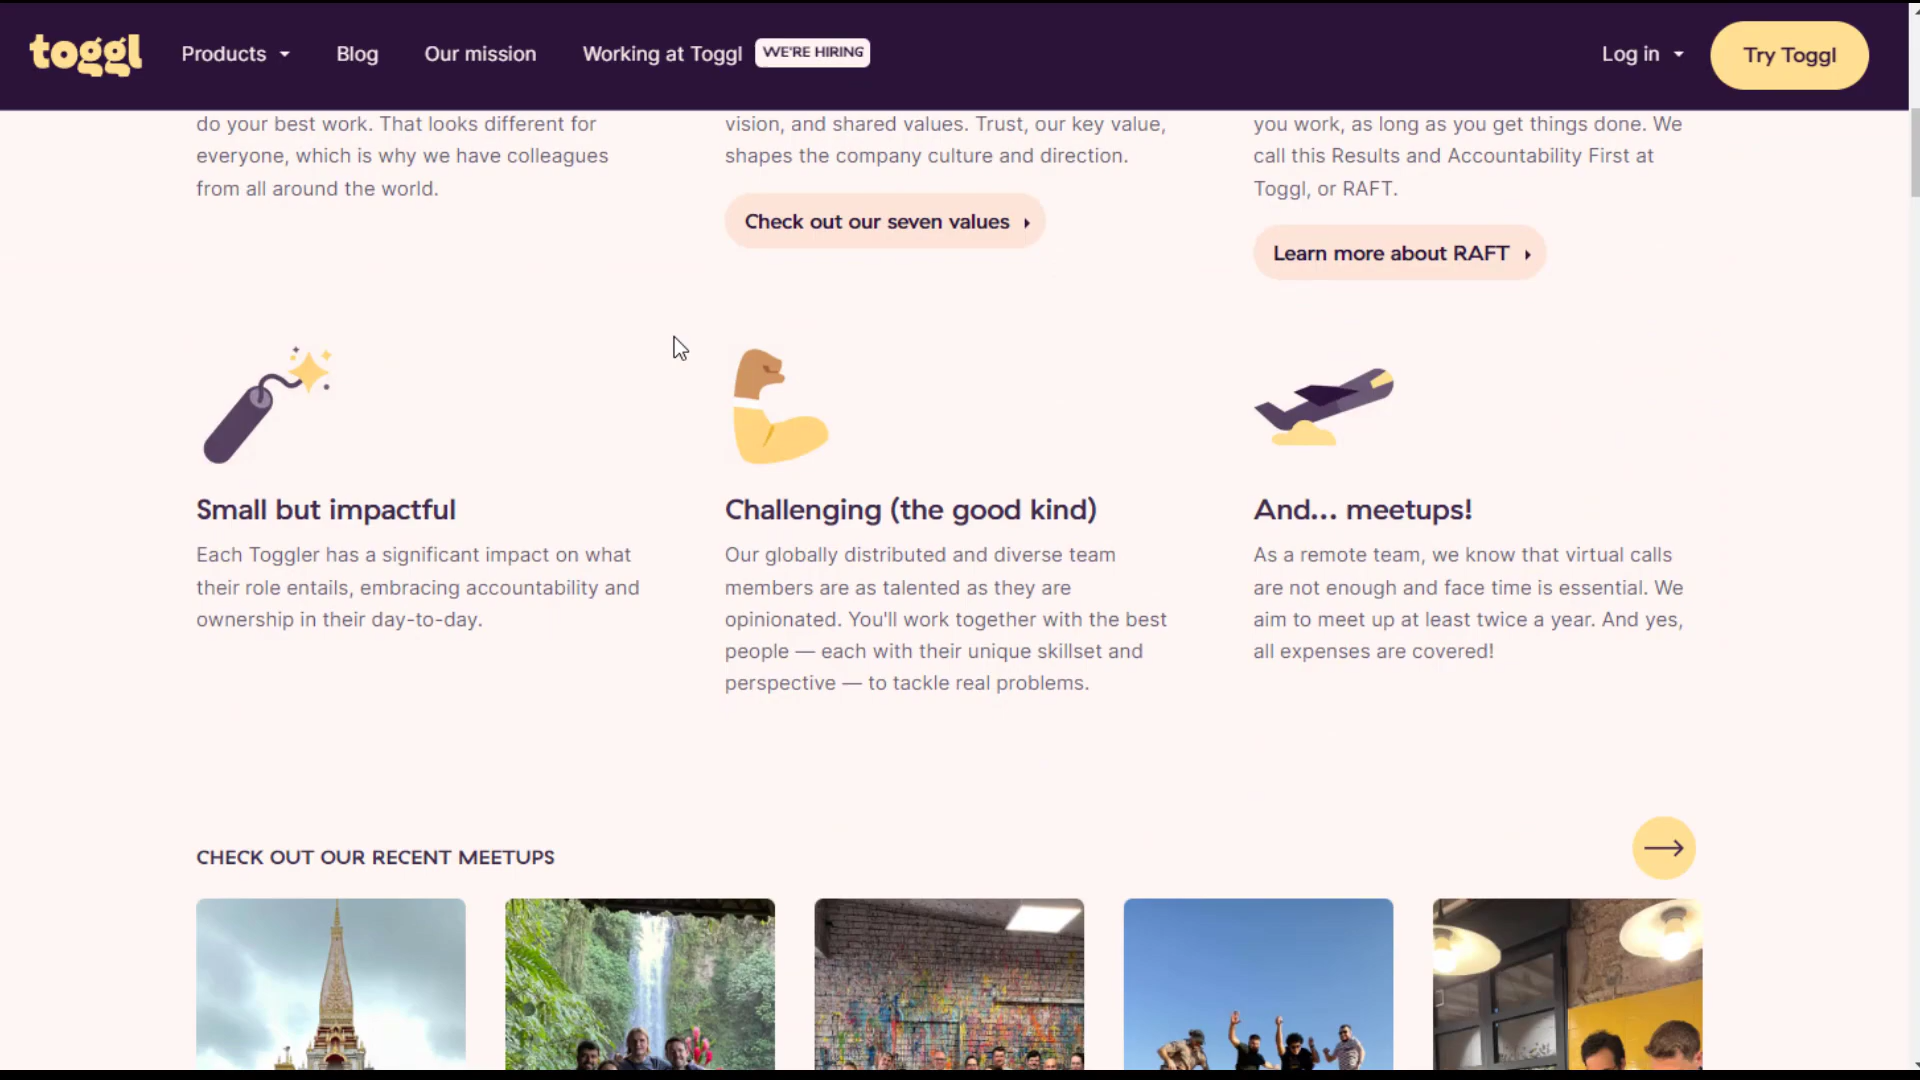 toggl Products Blog Our mission Working at Toggl WE'RE HIRING Log in Try Toggl
do your best work. That looks different for
everyone, which is why we have colleagues
from all around the world.
vision, and shared values. Trust, our key value,
shapes the company culture and direction.
Check out our seven values
you work, as long as you get things done. We
call this Results and Accountability First at
Toggl, or RAFT.
Learn more about RAFT
Small but impactful
Each Toggler has a significant impact on what
their role entails, embracing accountability and
ownership in their day-to-day.
Challenging (the good kind)
Our globally distributed and diverse team
members are as talented as they are
opinionated. You'll work together with the best
people — each with their unique skillset and
perspective — to tackle real problems.
And... meetups!
As a remote team, we know that virtual calls
are not enough and face time is essential. We
aim to meet up at least twice a year. And yes,
all expenses are covered!
CHECK OUT OUR RECENT MEETUPS